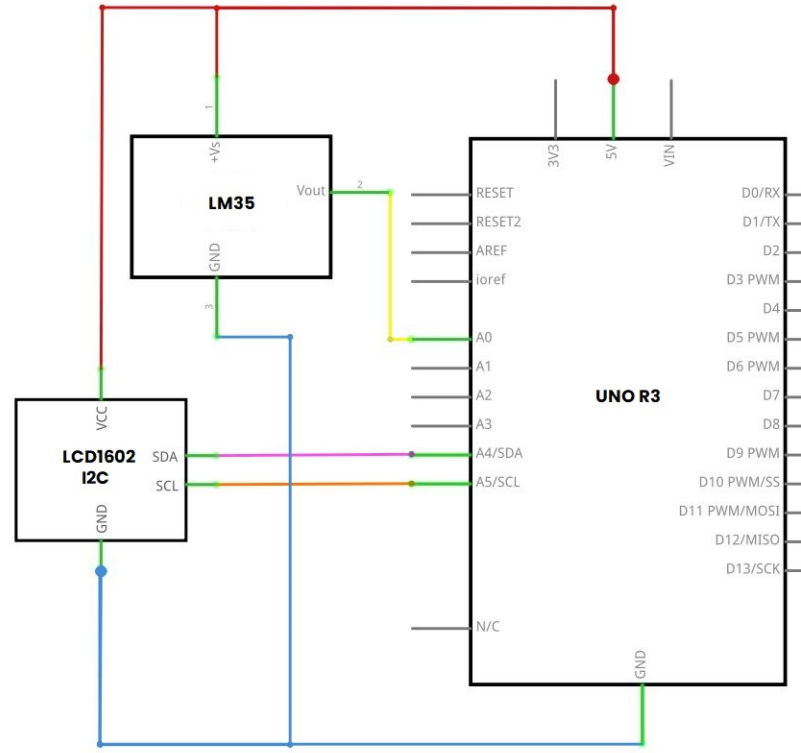 1
+Vs
LM35
Vout
2
GND
3
VCC
LCD1602
I2C
SDA
SCL
GND
3V3
5V
VIN
RESET
RESET2
AREF
ioref
A0
A1
A2
A3
A4/SDA
A5/SCL
N/C
UNO R3
D0/RX
D1/TX
D2
D3 PWM
D4
D5 PWM
D6 PWM
D7
D8
D9 PWM
D10 PWM/SS
D11 PWM/MOSI
D12/MISO
D13/SCK
GND